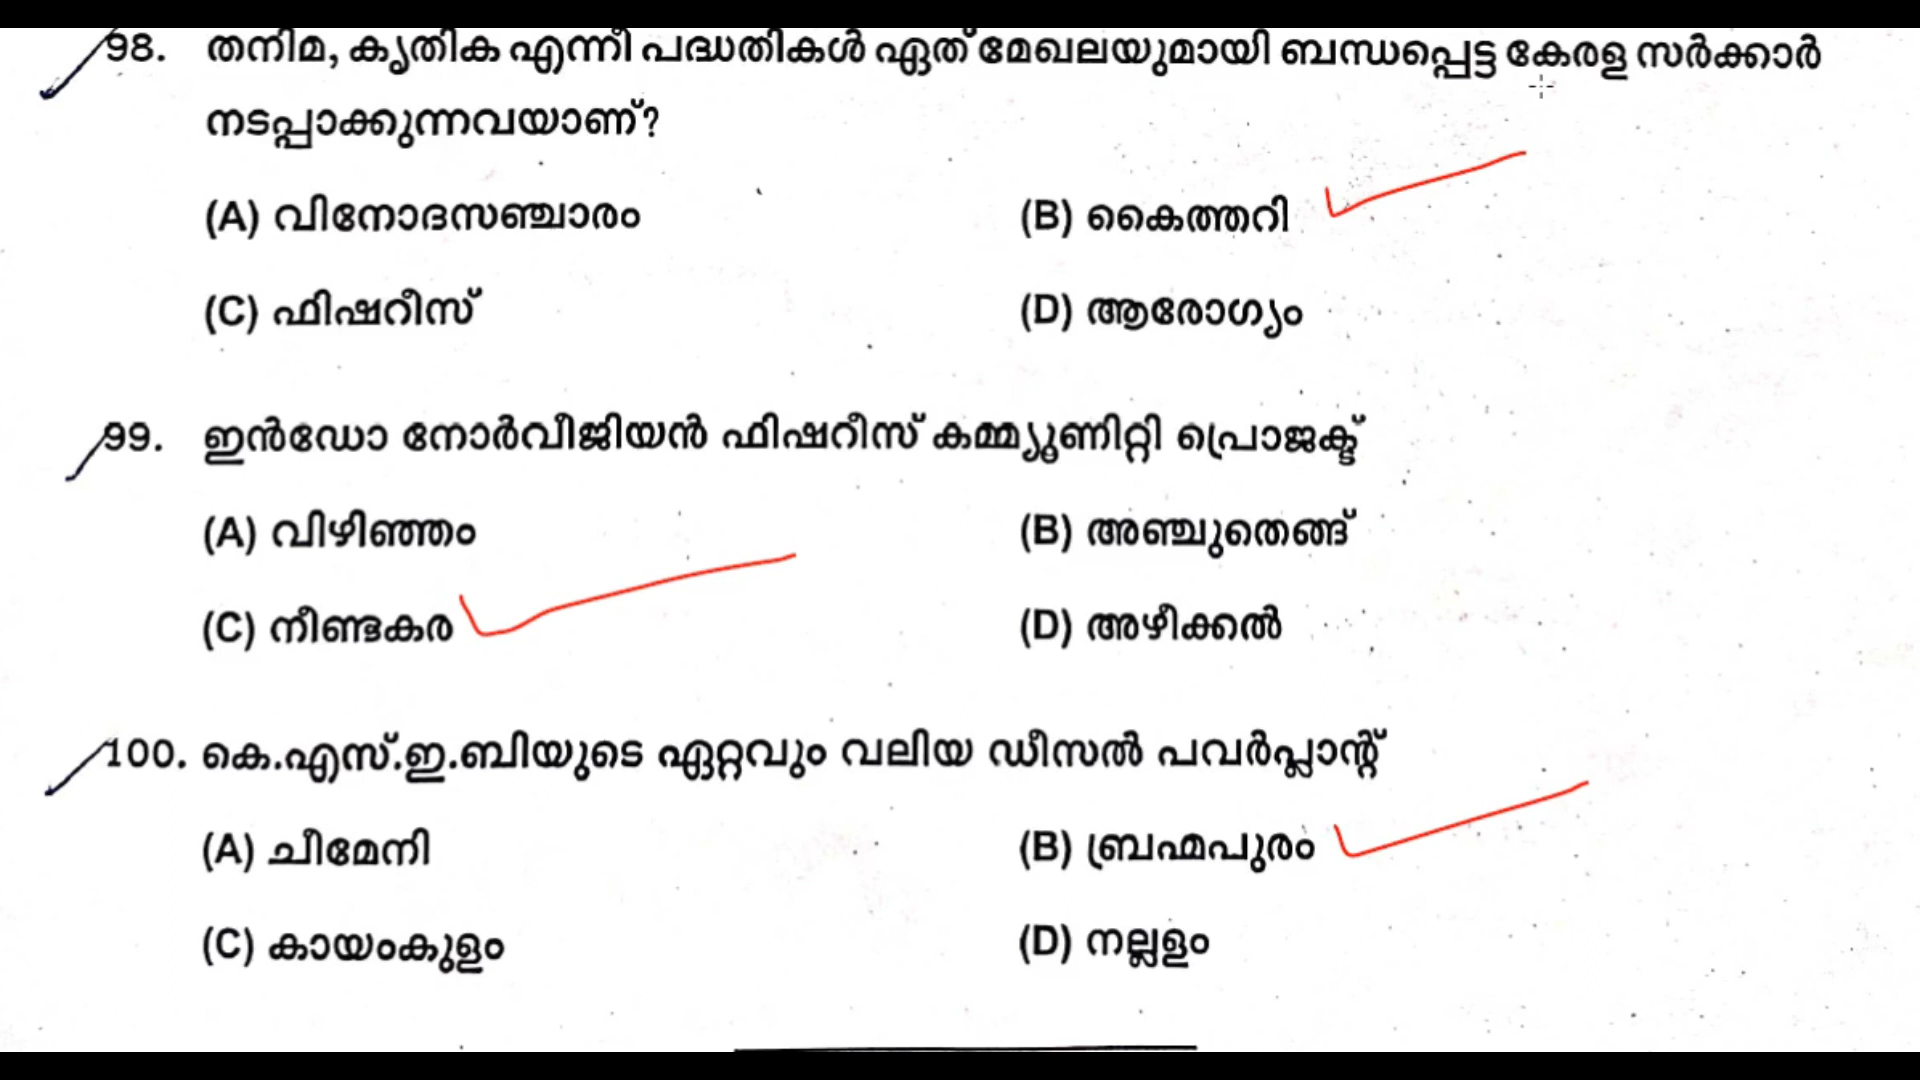 98. തനിമ, കൃതിക എന്നീ പദ്ധതികൾ ഏത് മേഖലയുമായി ബന്ധപ്പെട്ട കേരള സർക്കാർ
നടപ്പാക്കുന്നവയാണ്?
(A) വിനോദസഞ്ചാരം (B) കൈത്തറി
(C) ഫിഷറീസ് (D) ആരോഗ്യം
99. ഇൻഡോ നോർവീജിയൻ ഫിഷറീസ് കമ്മ്യൂണിറ്റി പ്രൊജക്ട്
(A) വിഴിഞ്ഞം (B) അഞ്ചുതെങ്ങ്
(C) നീണ്ടകര (D) അഴീക്കൽ
100. കെ.എസ്.ഇ.ബിയുടെ ഏറ്റവും വലിയ ഡീസൽ പവർപ്ലാന്റ്
(A) ചീമേനി (B) ബ്രഹ്മപുരം
(C) കായംകുളം (D) നല്ലളം